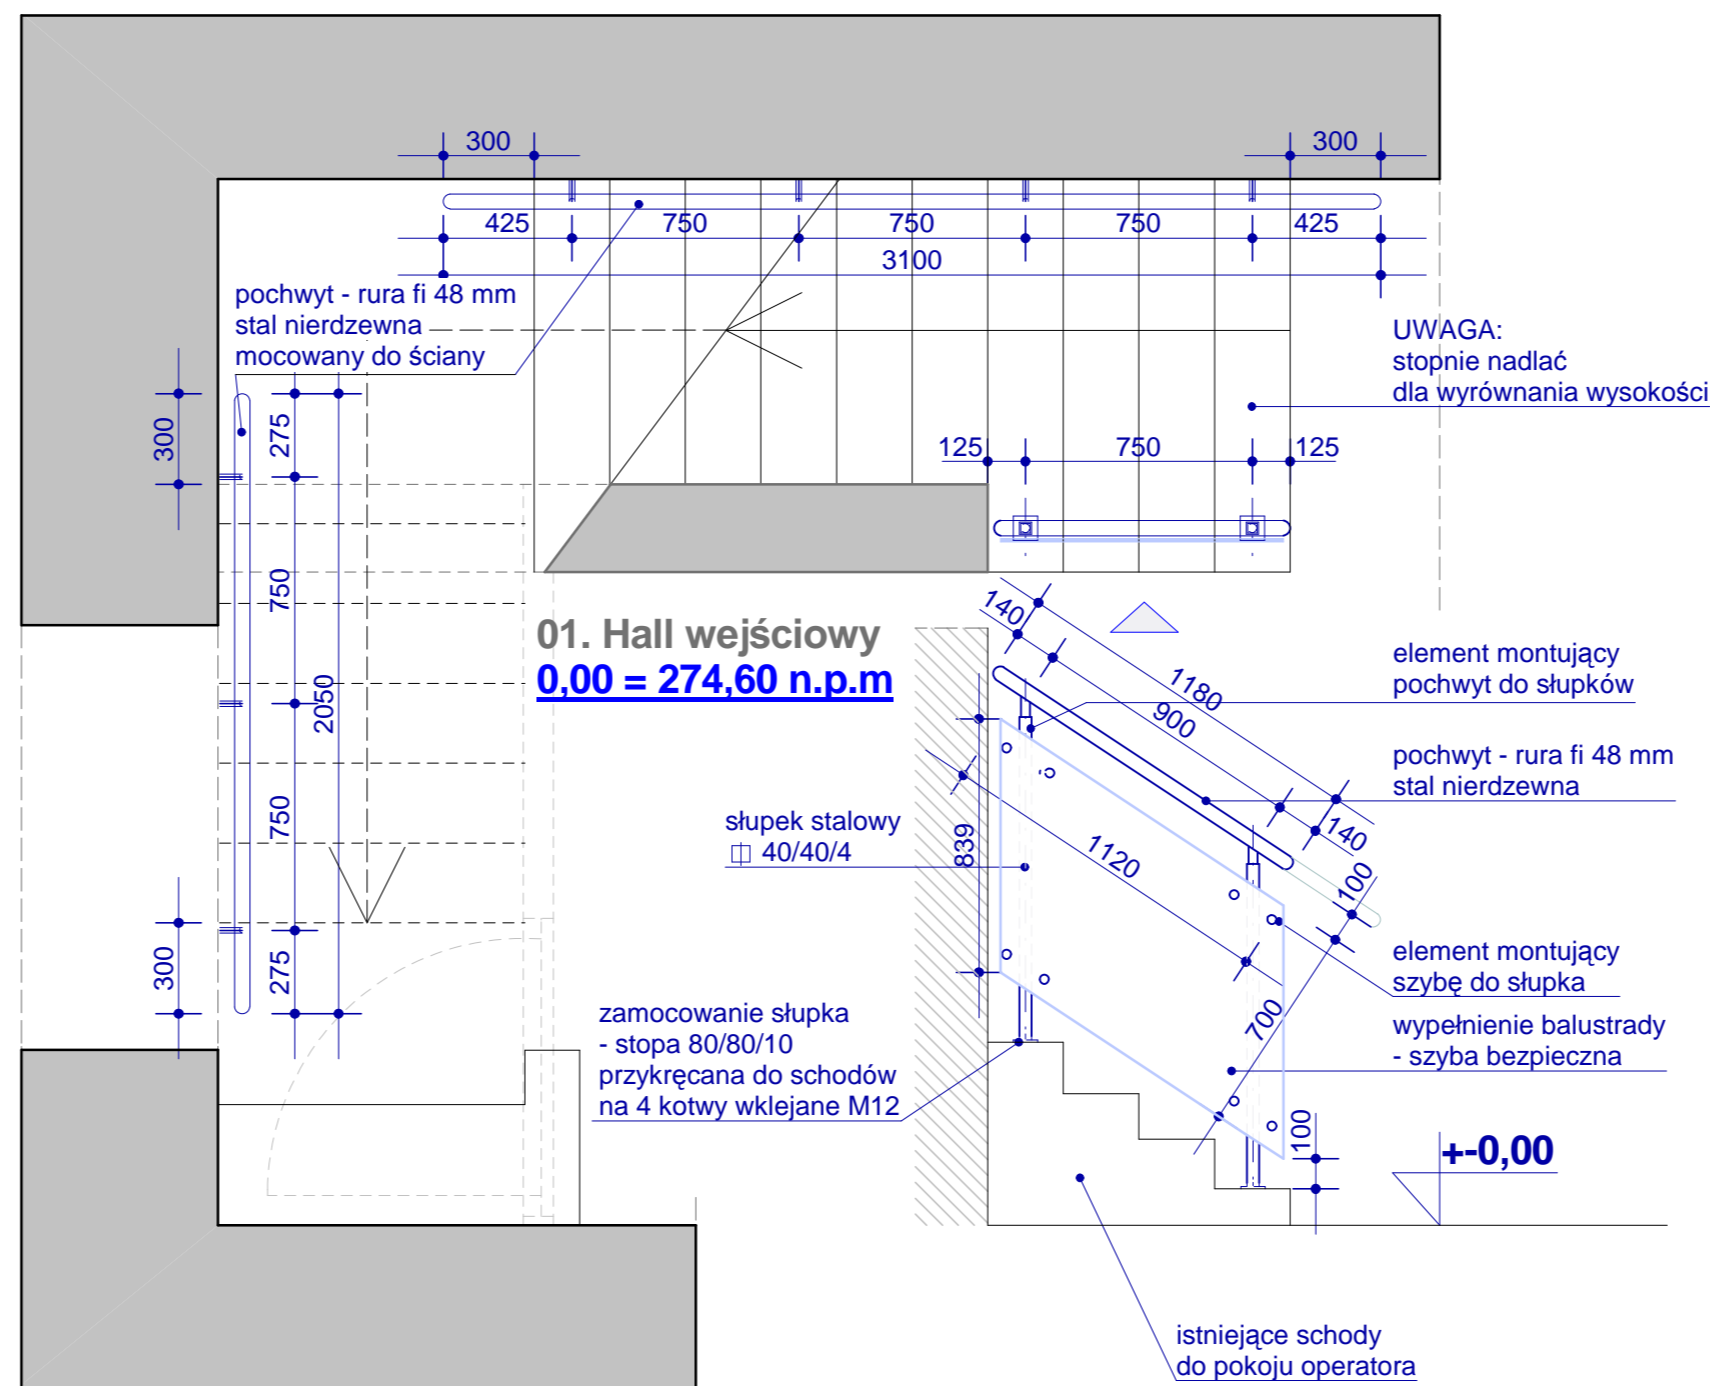 300
300
425
750
750
750
425
3100
pochwyt - rura fi 48 mm
stal nierdzewna
mocowany do ściany
UWAGA:
stopnie nadlać
dla wyrównania wysokości
300
275
125
750
125
750
2050
750
300
275
01. Hall wejściowy
0,00 = 274,60 n.p.m
140
1180
900
element montujący
pochwyt do słupków
pochwyt - rura fi 48 mm
stal nierdzewna
słupek stalowy
40/40/4
839
1120
140
100
element montujący
szybę do słupka
700
zamocowanie słupka
- stopa 80/80/10
przykręcana do schodów
na 4 kotwy wklejane M12
wypełnienie balustrady
- szyba bezpieczna
100
+-0,00
istniejące schody
do pokoju operatora